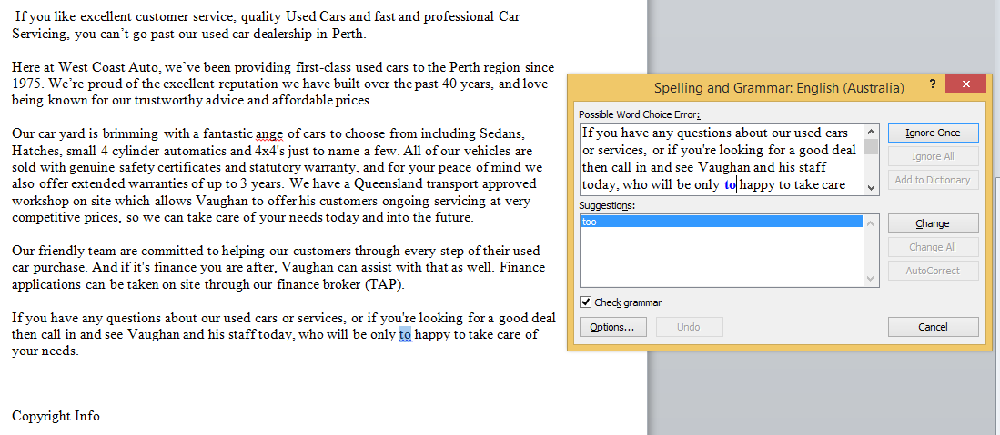 If you like excellent customer service, quality Used Cars and fast and professional Car
Servicing, you can’t go past our used car dealership in Perth.
Here at West Coast Auto, we’ve been providing first-class used cars to the Perth region since
1975. We’re proud of the excellent reputation we have built over the past 40 years, and love
being known for our trustworthy advice and affordable prices.
Our car yard is brimming with a fantastic ange of cars to choose from including Sedans,
Hatches, small 4 cylinder automatics and 4x4's just to name a few. All of our vehicles are
sold with genuine safety certificates and statutory warranty, and for your peace of mind we
also offer extended warranties of up to 3 years. We have a Queensland transport approved
workshop on site which allows Vaughan to offer his customers ongoing servicing at very
competitive prices, so we can take care of your needs today and into the future.
Our friendly team are committed to helping our customers through every step of their used
car purchase. And if it's finance you are after, Vaughan can assist with that as well. Finance
applications can be taken on site through our finance broker (TAP).
If you have any questions about our used cars or services, or if you're looking for a good deal
then call in and see Vaughan and his staff today, who will be only to happy to take care of
your needs.
Copyright Info
Spelling and Grammar: English (Australia)
?
x
Possible Word Choice Error:
If you have any questions about our used cars
or services, or if you're looking for a good deal
then call in and see Vaughan and his staff
today, who will be only to happy to take care
Ignore Once
Ignore All
Add to Dictionary
Suggestions:
too
Change
Change All
AutoCorrect
Check grammar
Options...
Undo
Cancel